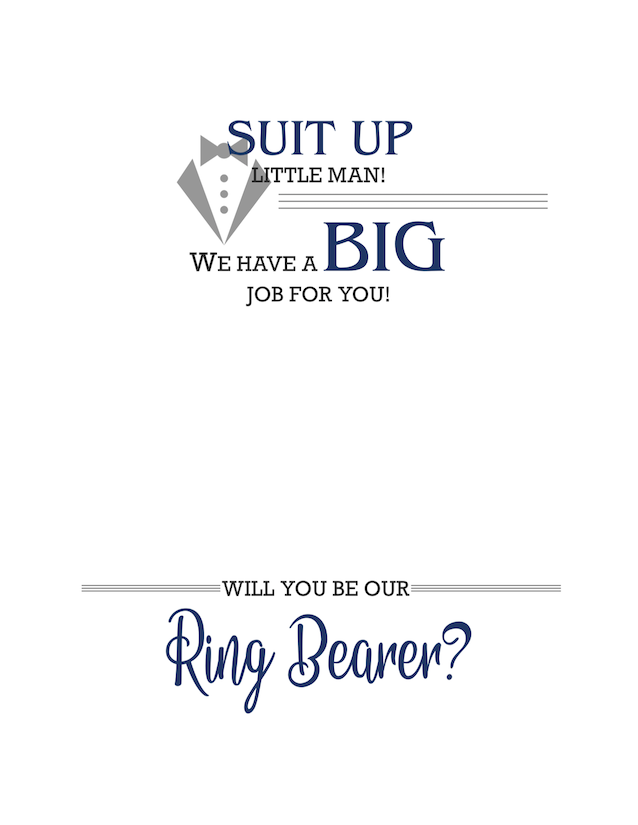 SUIT UP
LITTLE MAN!
WE HAVE A BIG
JOB FOR YOU!
WILL YOU BE OUR
Ring Bearer?